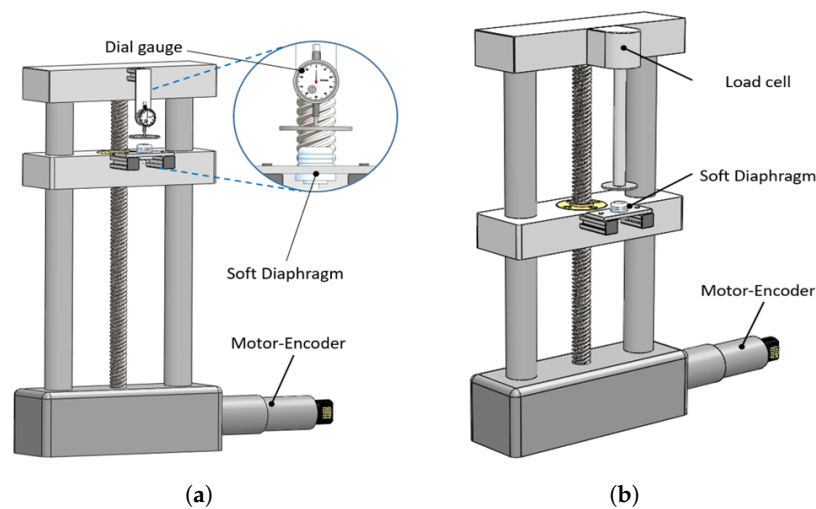 Dial gauge
Load cell
Soft Diaphragm
Soft Diaphragm
Motor-Encoder
Motor-Encoder
(a)
(b)